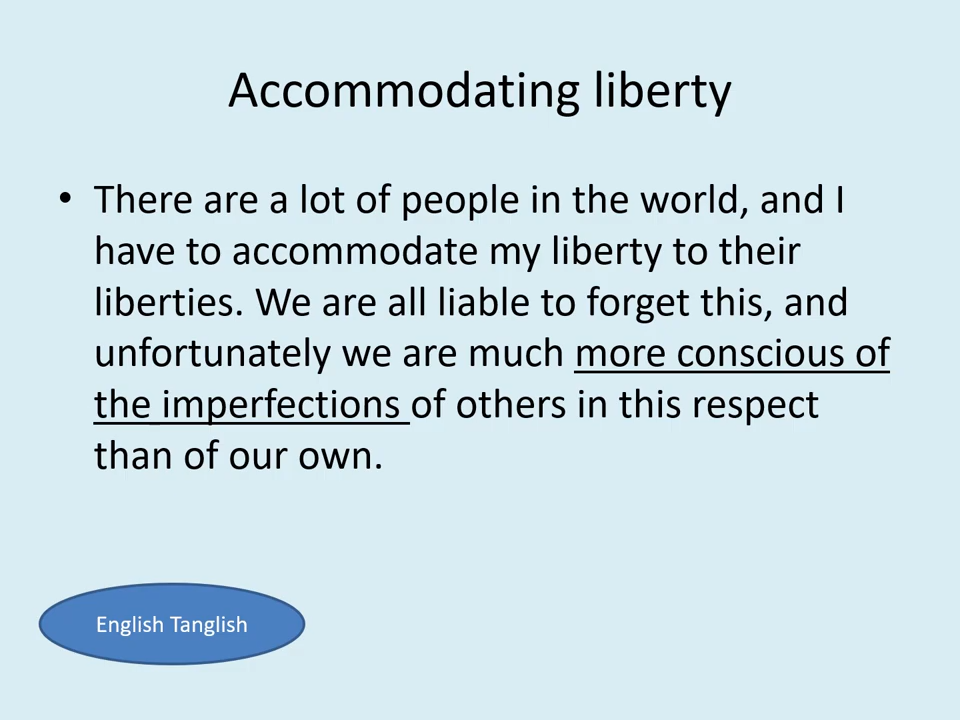 Accommodating liberty
• There are a lot of people in the world, and I
have to accommodate my liberty to their
liberties. We are all liable to forget this, and
unfortunately we are much more conscious of
the imperfections of others in this respect
than of our own.
English Tanglish